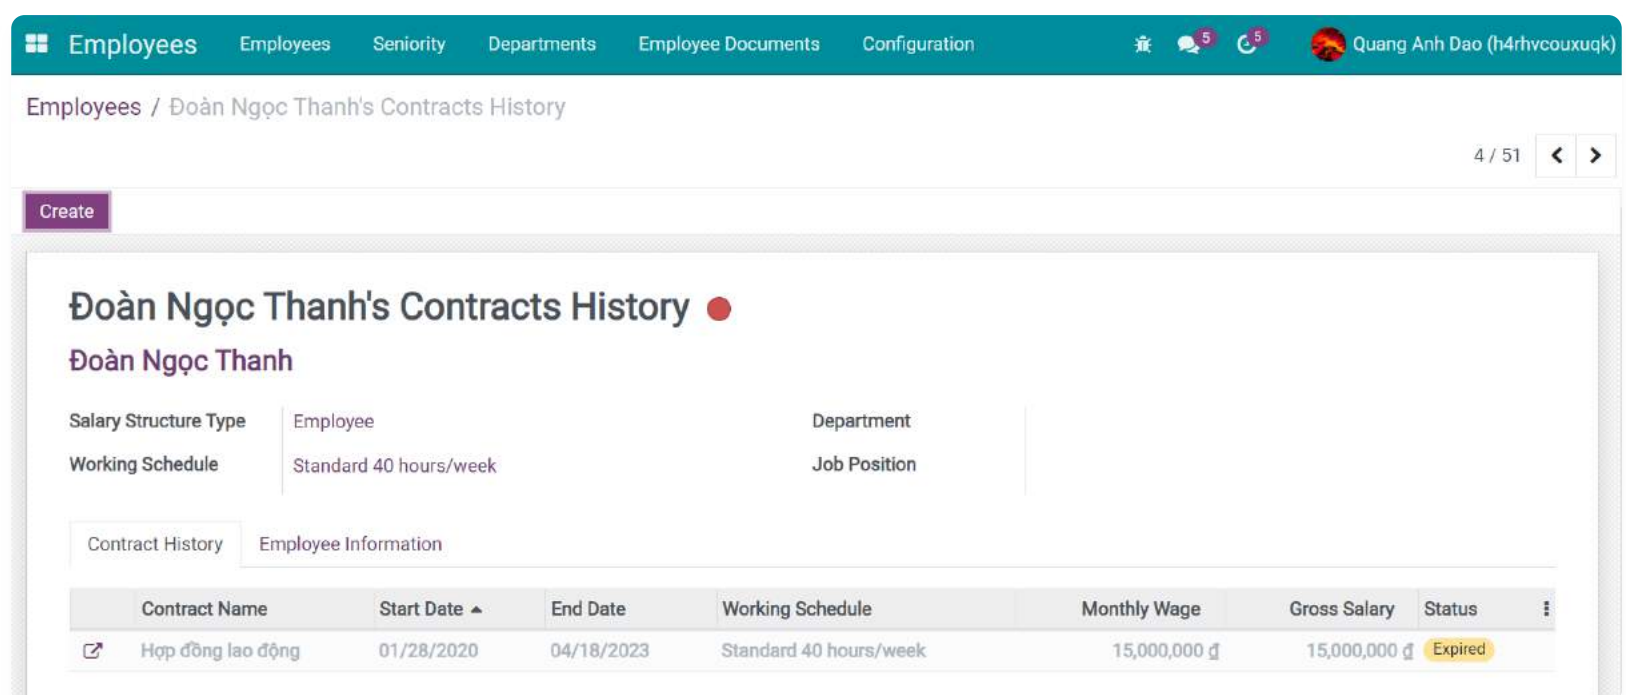 Employees Employees Seniority Departments Employee Documents Configuration 5 5 Quang Anh Dao (h4rhvcouxuqk)
Employees / Đoàn Ngọc Thanh's Contracts History
4 / 51
Create
Đoàn Ngọc Thanh's Contracts History
Đoàn Ngọc Thanh
Salary Structure Type Employee Department
Working Schedule Standard 40 hours/week Job Position
Contract History Employee Information
Contract Name Start Date End Date Working Schedule Monthly Wage Gross Salary Status
Hợp đồng lao động 01/28/2020 04/18/2023 Standard 40 hours/week 15,000,000 ₫ 15,000,000 ₫ Expired